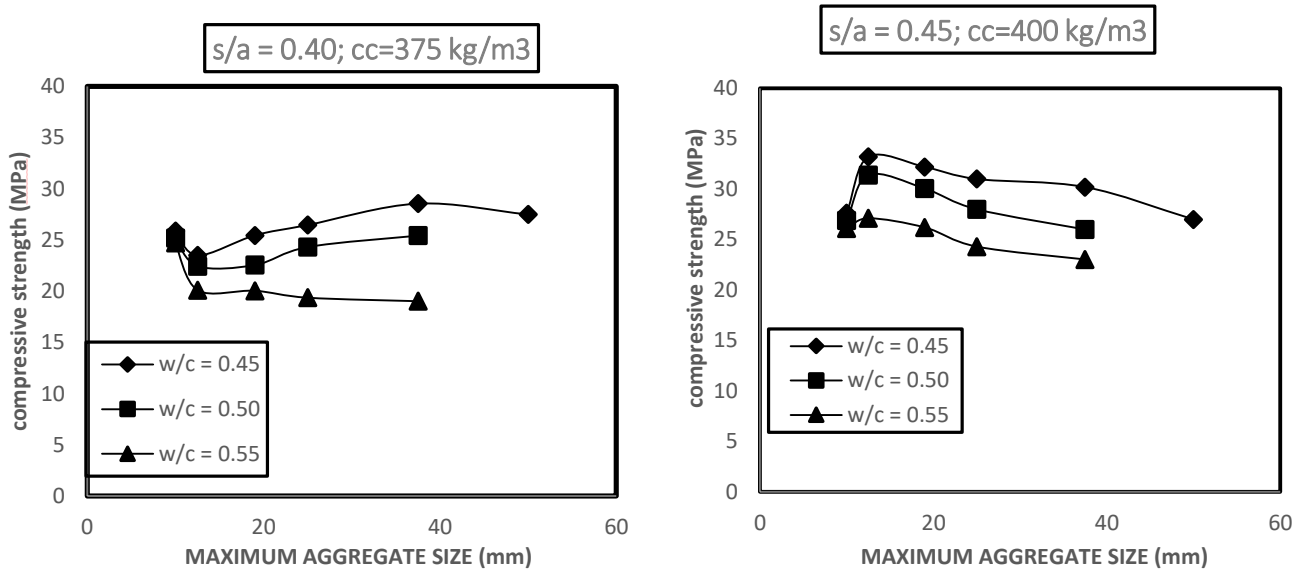 s/a = 0.40; cc=375 kg/m3
40
35
30
25
20
15
10
5
0
compressive strength (MPa)
w/c = 0.45
w/c = 0.50
w/c = 0.55
0
20
40
60
MAXIMUM AGGREGATE SIZE (mm)
s/a = 0.45; cc=400 kg/m3
40
35
30
25
20
15
10
5
0
compressive strength (MPa)
w/c = 0.45
w/c = 0.50
w/c = 0.55
0
20
40
60
MAXIMUM AGGREGATE SIZE (mm)